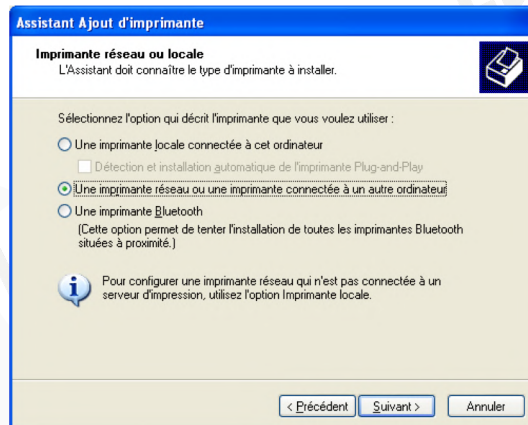 Assistant Ajout d'imprimante
Imprimante réseau ou locale
L'Assistant doit connaître le type d'imprimante à installer.
Sélectionnez l'option qui décrit l'imprimante que vous voulez utiliser :
Une imprimante locale connectée à cet ordinateur
Détection et installation automatique de l'imprimante Plug-and-Play
Une imprimante réseau ou une imprimante connectée à un autre ordinateur
Une imprimante Bluetooth
(Cette option permet de tenter l'installation de toutes les imprimantes Bluetooth
situées à proximité.)
Pour configurer une imprimante réseau qui n'est pas connectée à un
serveur d'impression, utilisez l'option Imprimante locale.
< Précédent Suivant > Annuler